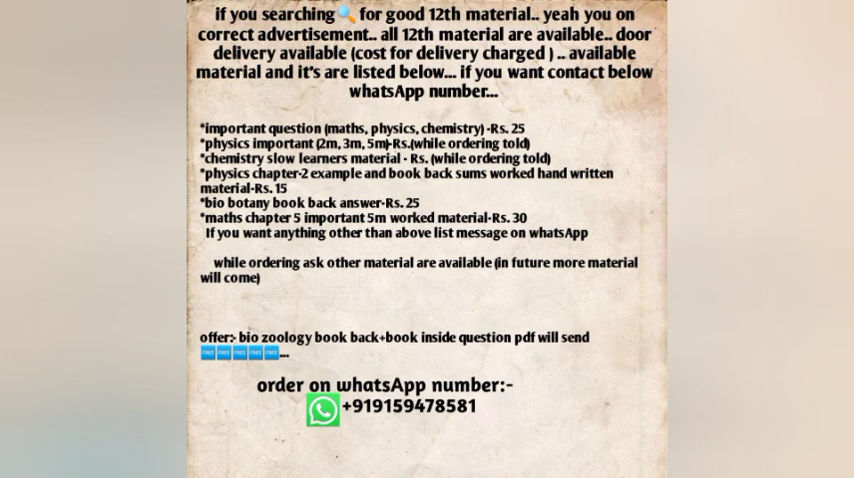 if you searching🔍 for good 12th material.. yeah you on
correct advertisement.. all 12th material are available.. door
delivery available (cost for delivery charged ) .. available
material and it's are listed below... if you want contact below
whatsApp number...
*important question (maths, physics, chemistry) -Rs. 25
*physics important (2m, 3m, 5m)-Rs.(while ordering told)
*chemistry slow learners material - Rs. (while ordering told)
*physics chapter-2 example and book back sums worked hand written
material-Rs. 15
*bio botany book back answer-Rs. 25
*maths chapter 5 important 5m worked material-Rs. 30
If you want anything other than above list message on whatsApp
while ordering ask other material are available (in future more material
will come)
offer:- bio zoology book back+book inside question pdf will send
🆓🆓🆓🆓🆓...
order on whatsApp number:-
+919159478581